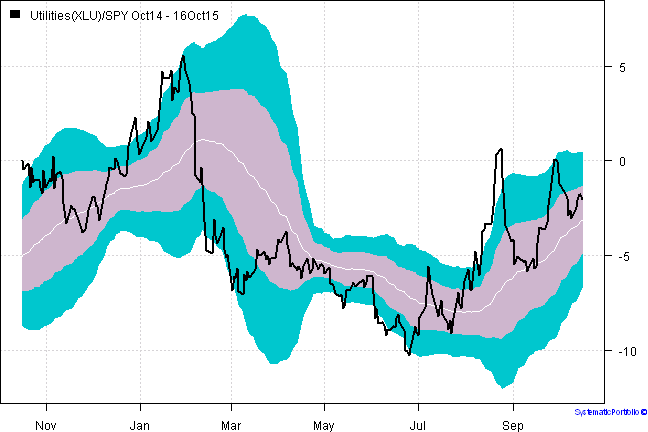 Utilities(XLU)/SPY Oct14 - 16Oct15
5
0
-5
-10
Nov Jan Mar May Jul Sep
SystematicPortfolio ©